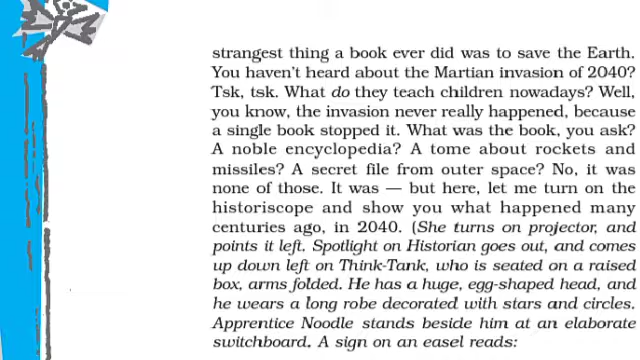 strangest thing a book ever did was to save the Earth.
You haven't heard about the Martian invasion of 2040?
Tsk, tsk. What do they teach children nowadays? Well,
you know, the invasion never really happened, because
a single book stopped it. What was the book, you ask?
A noble encyclopedia? A tome about rockets and
missiles? A secret file from outer space? No, it was
none of those. It was — but here, let me turn on the
historiscope and show you what happened many
centuries ago, in 2040. (She turns on projector, and
points it left. Spotlight on Historian goes out, and comes
up down left on Think-Tank, who is seated on a raised
box, arms folded. He has a huge, egg-shaped head, and
he wears a long robe decorated with stars and circles.
Apprentice Noodle stands beside him at an elaborate
switchboard. A sign on an easel reads: